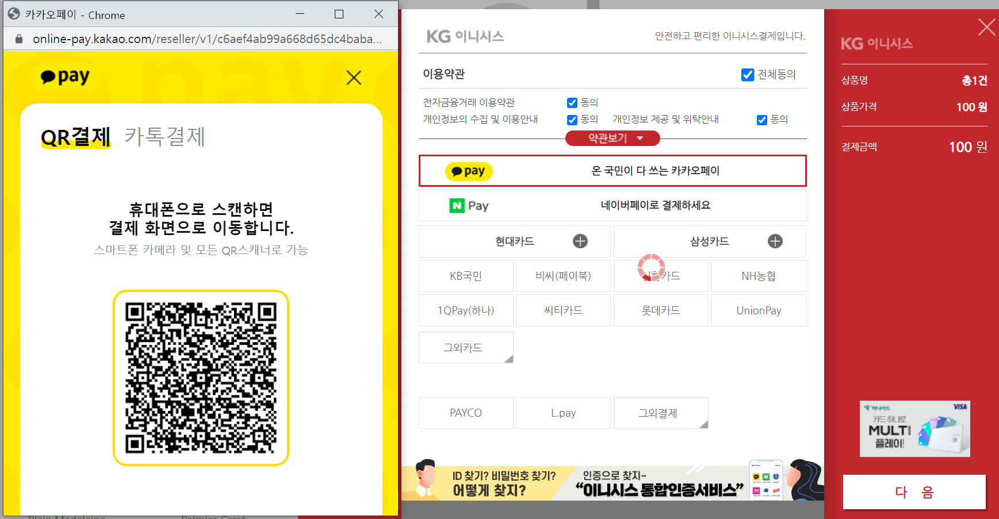 카카오페이 - Chrome
online-pay.kakao.com/reseller/v1/c6aef4ab99a668d65dc4baba...
pay
QR결제 카톡결제
휴대폰으로 스캔하면
결제 화면으로 이동합니다.
스마트폰 카메라 및 모든 QR스캐너로 가능
KG 이니시스
안전하고 편리한 이니시스결제입니다.
이용약관
전체동의
전자금융거래 이용약관 동의
개인정보의 수집 및 이용안내 동의 개인정보 제공 및 위탁안내 동의
약관보기
pay 온 국민이 다 쓰는 카카오페이
N Pay 네이버페이로 결제하세요
현대카드 삼성카드
KB국민 비씨(페이북) 카드 NH농협
1QPay(하나) 씨티카드 롯데카드 UnionPay
그외카드
PAYCO L.pay 그외결제
ID 찾기? 비밀번호 찾기?
어떻게 찾지?
인증으로 찾지~
“이니시스 통합인증서비스”
KG 이니시스
상품명 총1건
상품가격 100 원
결제금액 100 원
하나카드 VISA
카드 하나로
MULTI
플레이!
다 음
Plain Madeleine Palmier Carré